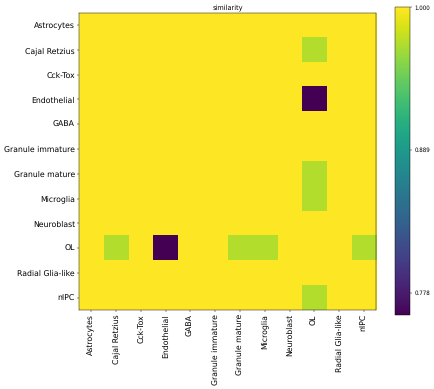 similarity
Astrocytes
Cajal Retzius
Cck-Tox
Endothelial
GABA
Granule immature
Granule mature
Microglia
Neuroblast
OL
Radial Glia-like
nIPC
Astrocytes
Cajal Retzius
Cck-Tox
Endothelial
GABA
Granule immature
Granule mature
Microglia
Neuroblast
OL
Radial Glia-like
nIPC
1.000
0.889
0.778